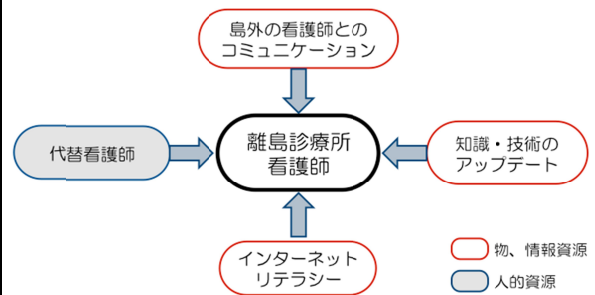 島外の看護師との
コミュニケーション
代替看護師
離島診療所
看護師
知識・技術の
アップデート
インターネット
リテラシー
物、情報資源
人的資源